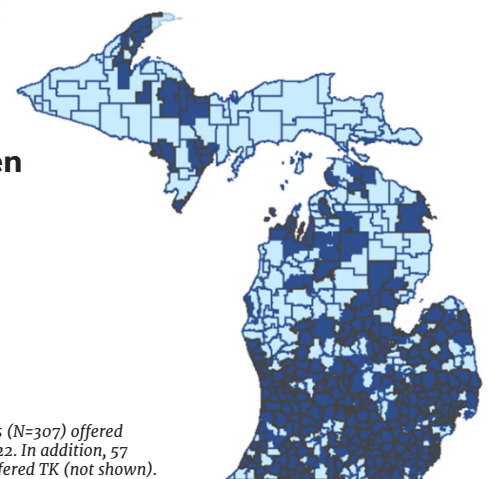 en
(N=307) offered
22. In addition, 57
fered TK (not shown).